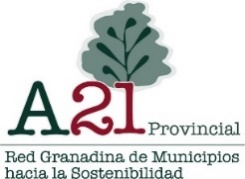 A21 Provincial
Red Granadina de Municipios
hacia la Sostenibilidad